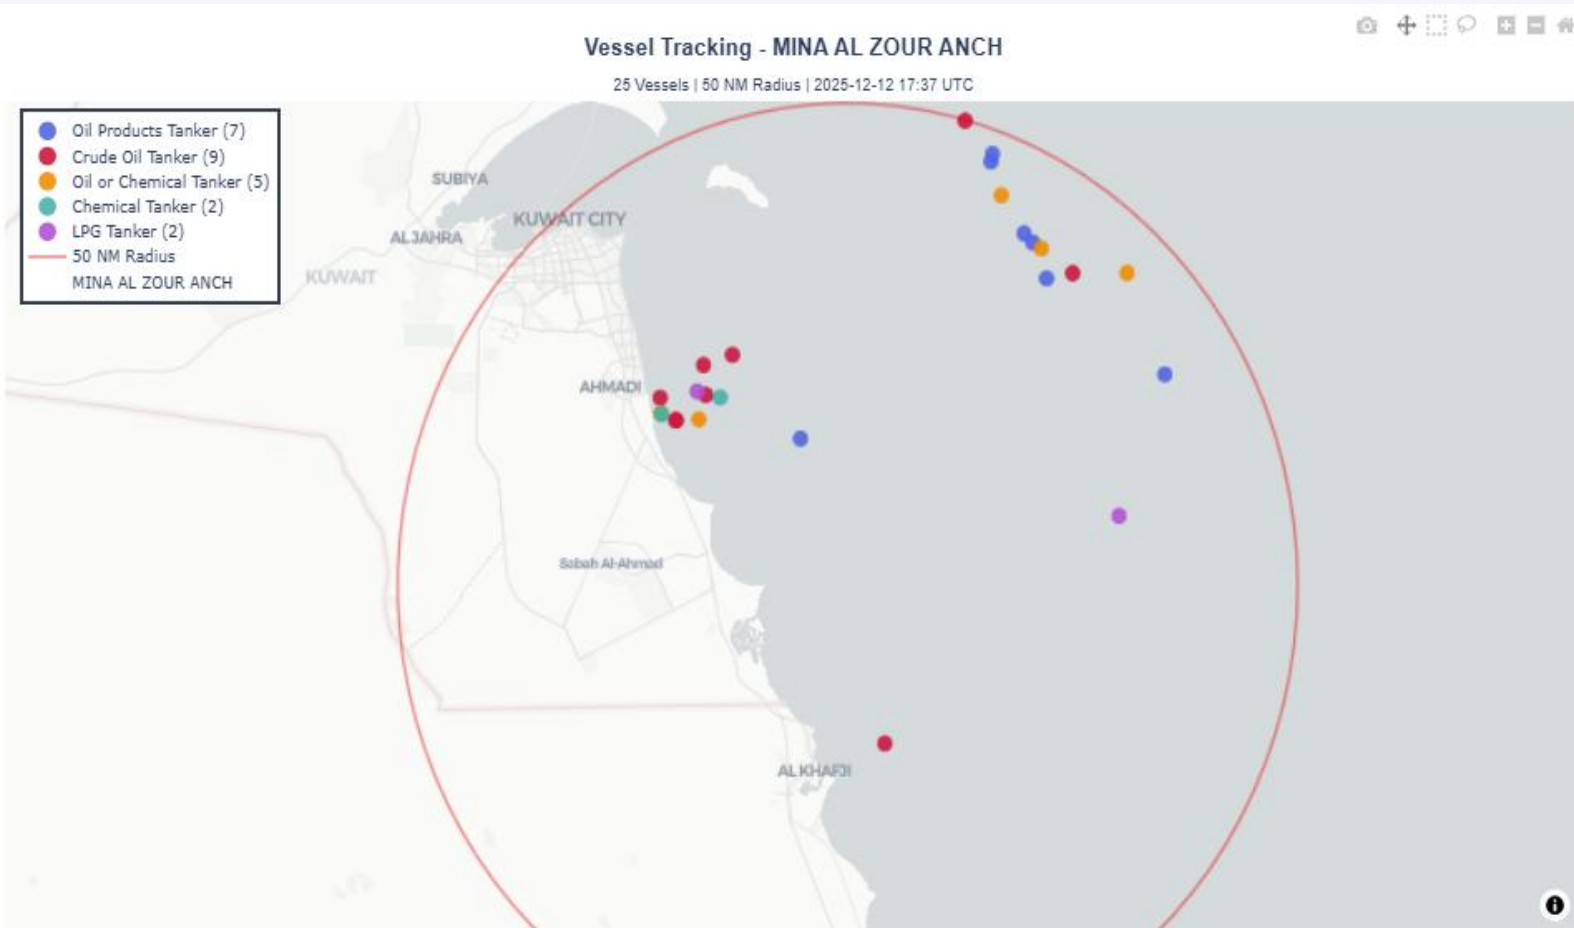 Vessel Tracking - MINA AL ZOUR ANCH
25 Vessels | 50 NM Radius | 2025-12-12 17:37 UTC
Oil Products Tanker (7)
Crude Oil Tanker (9)
Oil or Chemical Tanker (5)
Chemical Tanker (2)
LPG Tanker (2)
50 NM Radius
MINA AL ZOUR ANCH
SUBIYA
KUWAIT CITY
ALJAHRA
KUWAIT
AHMADI
Sabah Al-Ahmad
AL KHAFJI